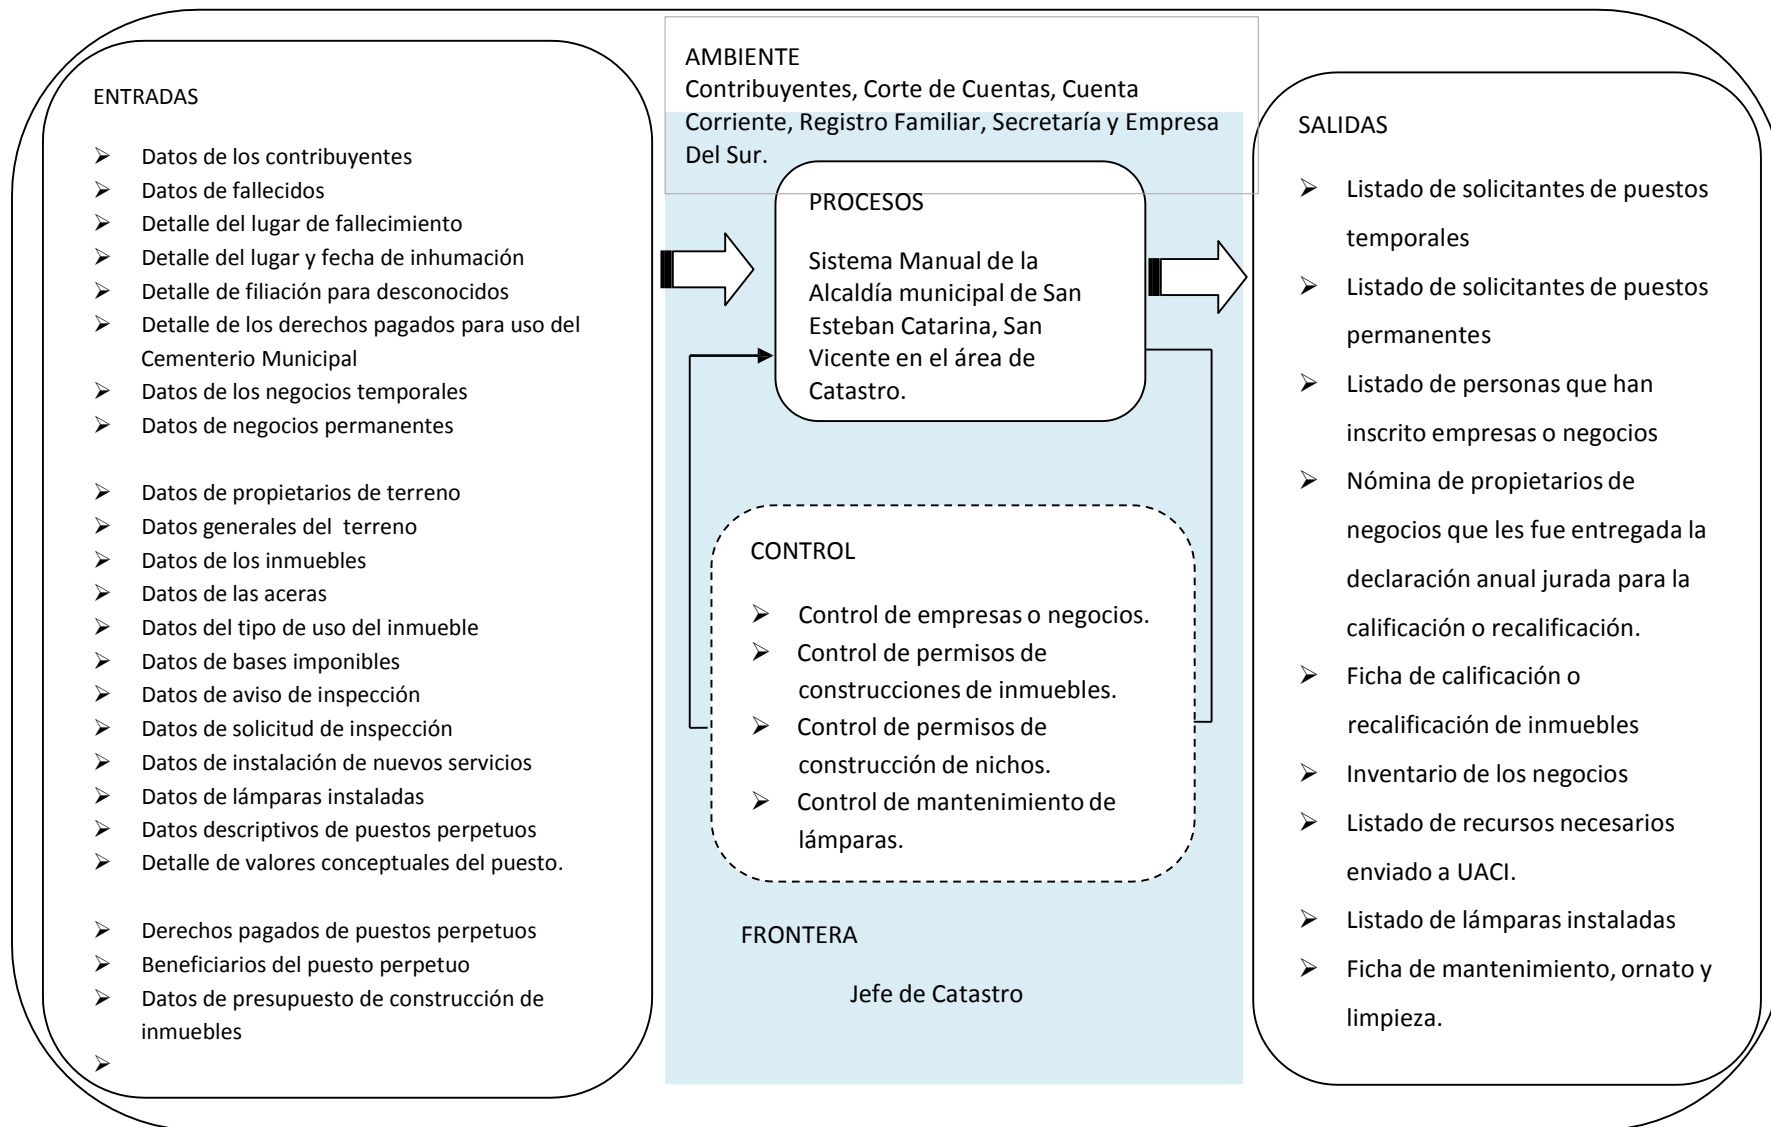 ENTRADAS
➢ Datos de los contribuyentes
➢ Datos de fallecidos
➢ Detalle del lugar de fallecimiento
➢ Detalle del lugar y fecha de inhumación
➢ Detalle de filiación para desconocidos
➢ Detalle de los derechos pagados para uso del
Cementerio Municipal
➢ Datos de los negocios temporales
➢ Datos de negocios permanentes
➢ Datos de propietarios de terreno
➢ Datos generales del terreno
➢ Datos de los inmuebles
➢ Datos de las aceras
➢ Datos del tipo de uso del inmueble
➢ Datos de bases imponibles
➢ Datos de aviso de inspección
➢ Datos de solicitud de inspección
➢ Datos de instalación de nuevos servicios
➢ Datos de lámparas instaladas
➢ Datos descriptivos de puestos perpetuos
➢ Detalle de valores conceptuales del puesto.
➢ Derechos pagados de puestos perpetuos
➢ Beneficiarios del puesto perpetuo
➢ Datos de presupuesto de construcción de
inmuebles
➢
AMBIENTE
Contribuyentes, Corte de Cuentas, Cuenta
Corriente, Registro Familiar, Secretaría y Empresa
Del Sur.
PROCESOS
Sistema Manual de la
Alcaldía municipal de San
Esteban Catarina, San
Vicente en el área de
Catastro.
CONTROL
➢ Control de empresas o negocios.
➢ Control de permisos de
construcciones de inmuebles.
➢ Control de permisos de
construcción de nichos.
➢ Control de mantenimiento de
lámparas.
FRONTERA
Jefe de Catastro
SALIDAS
➢ Listado de solicitantes de puestos
temporales
➢ Listado de solicitantes de puestos
permanentes
➢ Listado de personas que han
inscrito empresas o negocios
➢ Nómina de propietarios de
negocios que les fue entregada la
declaración anual jurada para la
calificación o recalificación.
➢ Ficha de calificación o
recalificación de inmuebles
➢ Inventario de los negocios
➢ Listado de recursos necesarios
enviado a UACI.
➢ Listado de lámparas instaladas
➢ Ficha de mantenimiento, ornato y
limpieza.